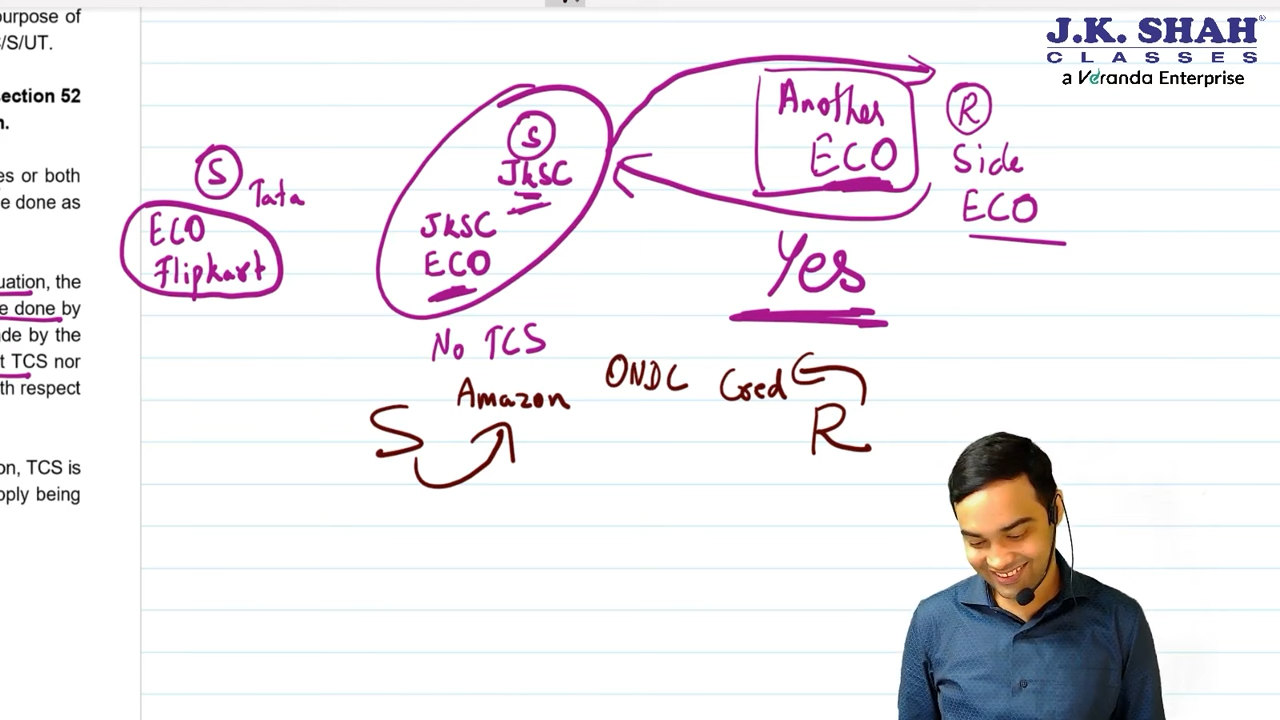 urpose of
/S/UT.
ection 52
n.
es or both
e done as
uation, the
e done by
de by the
t TCS nor
th respect
on, TCS is
pply being
J.K. SHAH®
CLASSES
a Veranda Enterprise
S
Tata
ECO
Flipkart
S
JKSC
JKSC
ECO
No TCS
Another
ECO
R
Side
ECO
Yes
Amazon
ONDC
Cred
S
R